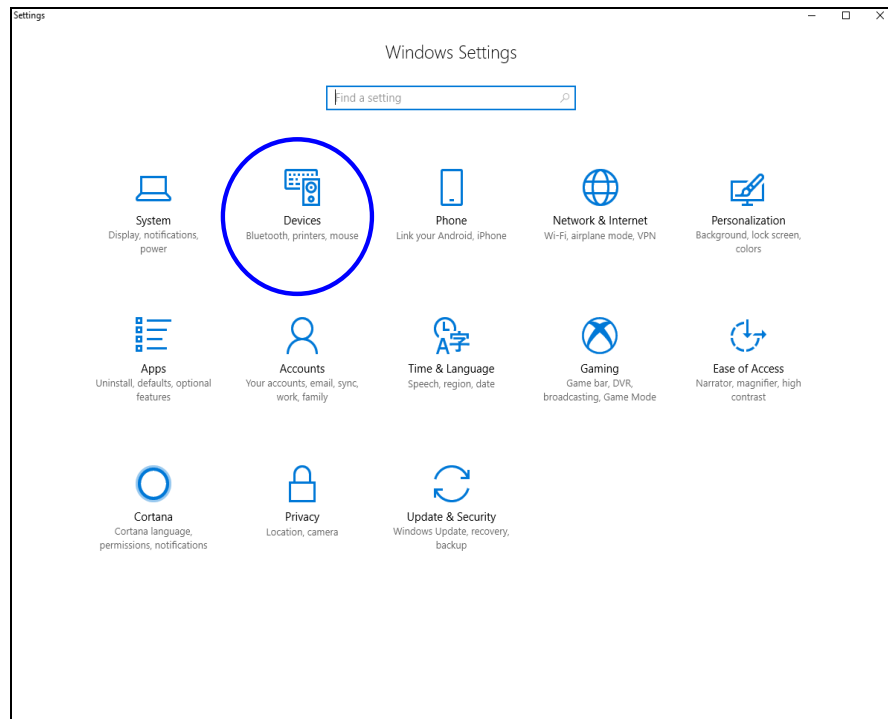 Settings
Windows Settings
Find a setting
System
Display, notifications,
power
Devices
Bluetooth, printers, mouse
Phone
Link your Android, iPhone
Network & Internet
Wi-Fi, airplane mode, VPN
Personalization
Background, lock screen,
colors
Apps
Uninstall, defaults, optional
features
Accounts
Your accounts, email, sync,
work, family
Time & Language
Speech, region, date
Gaming
Game bar, DVR,
broadcasting, Game Mode
Ease of Access
Narrator, magnifier, high
contrast
Cortana
Cortana language,
permissions, notifications
Privacy
Location, camera
Update & Security
Windows Update, recovery,
backup